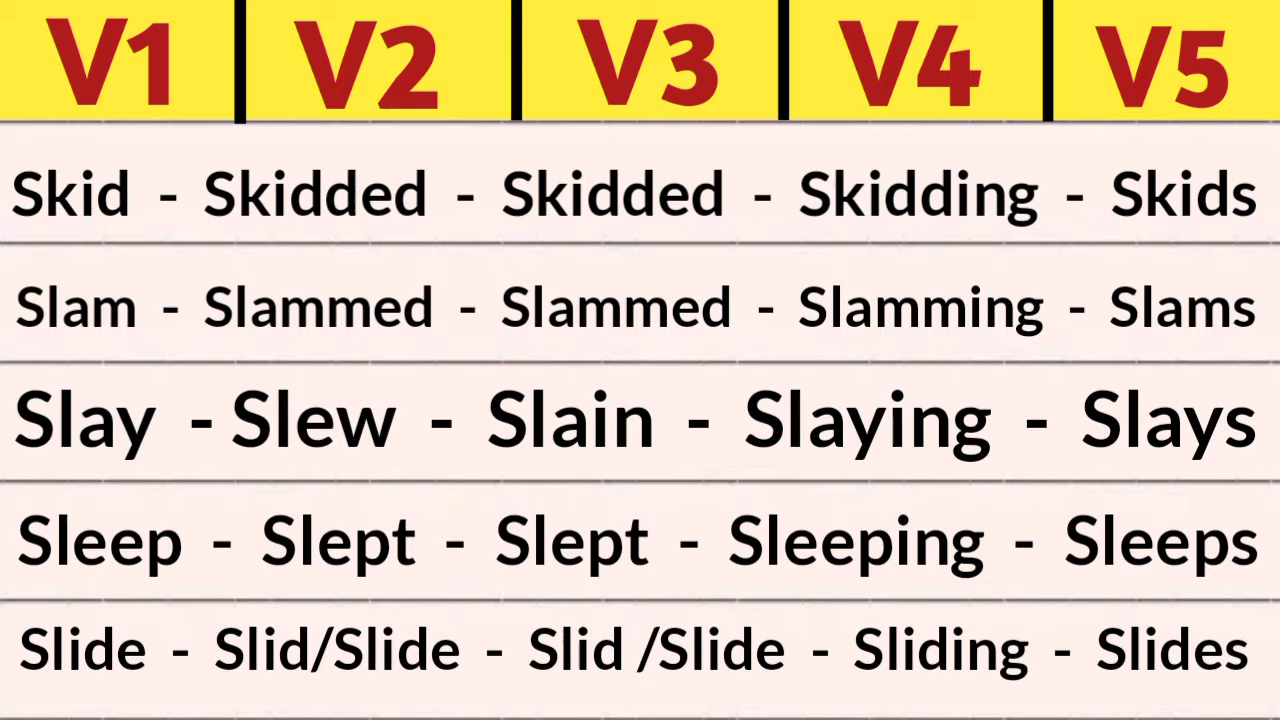 V1 V2 V3 V4 V5
Skid - Skidded - Skidded - Skidding - Skids
Slam - Slammed - Slammed - Slamming - Slams
Slay - Slew - Slain - Slaying - Slays
Sleep - Slept - Slept - Sleeping - Sleeps
Slide - Slid/Slide - Slid /Slide - Sliding - Slides